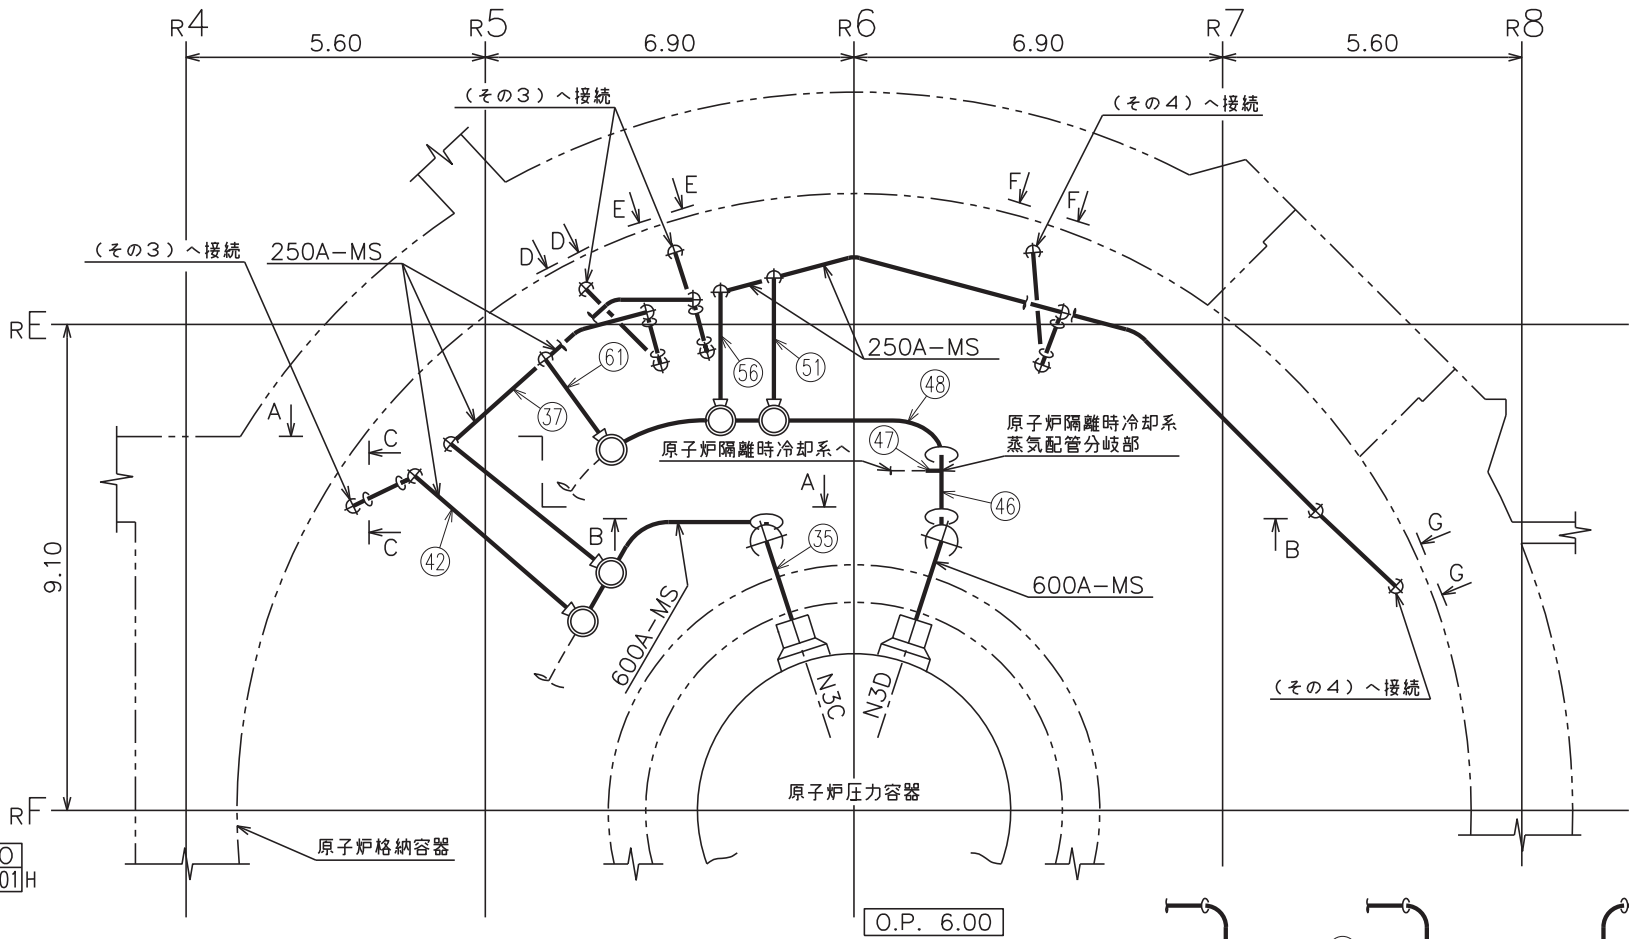 R4
R5
R6
R7
R8
5.60
6.90
6.90
5.60
(その3)へ接続
(その4)へ接続
E
E
F
F
D
D
(その3)へ接続
250A-MS
RE
250A-MS
61
56
51
48
37
A
C
原子炉隔離時冷却系へ
47
原子炉隔離時冷却系
蒸気配管分岐部
A
46
B
35
B
G
C
42
9.10
G
600A-MS
600A-MS
N3C
N3D
(その4)へ接続
原子炉圧力容器
RF
原子炉格納容器
O
01H
O.P. 6.00